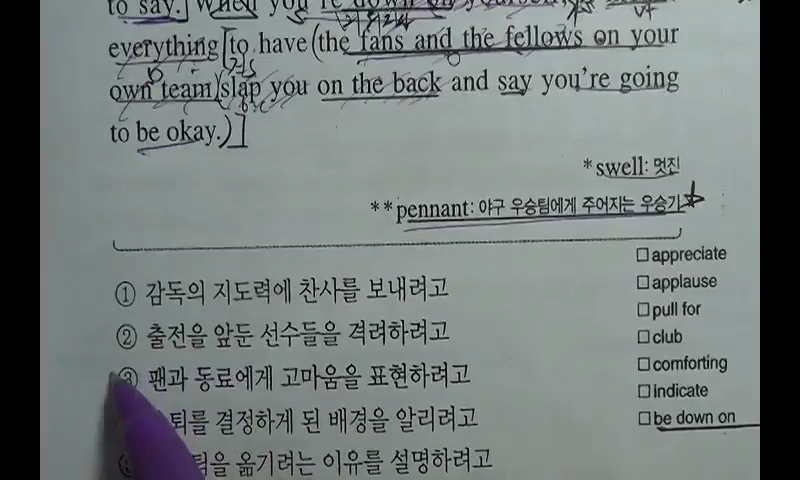 to say.] When you're down on
everything [to have (the fans and the fellows on your
own team) slap you on the back and say you're going
to be okay.)]
*swell: 멋진
**pennant: 야구 우승팀에게 주어지는 우승기
① 감독의 지도력에 찬사를 보내려고
② 출전을 앞둔 선수들을 격려하려고
③ 팬과 동료에게 고마움을 표현하려고
퇴를 결정하게 된 배경을 알리려고
팀을 옮기려는 이유를 설명하려고
□ appreciate
□ applause
□ pull for
□ club
□ comforting
□ indicate
□ be down on